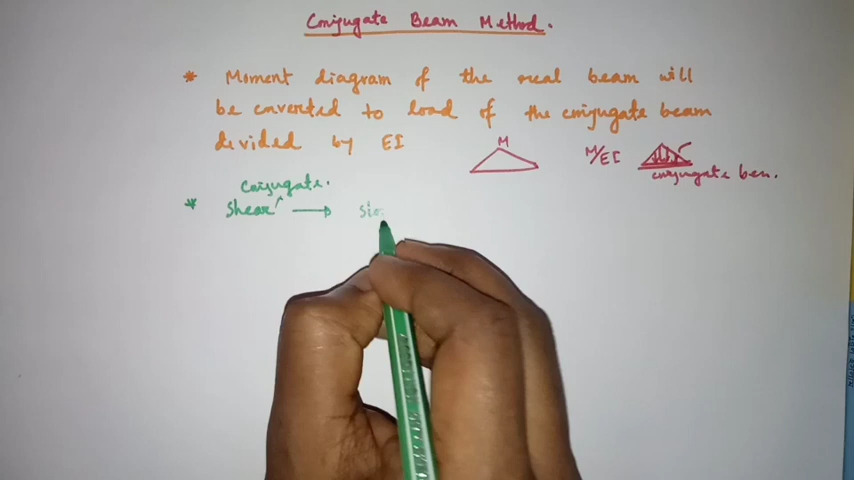 Conjugate Beam Method.
* Moment diagram of the real beam will
be converted to load of the conjugate beam
divided by EI
M
M/EI
conjugate bem.
conjugate.
* Shear →